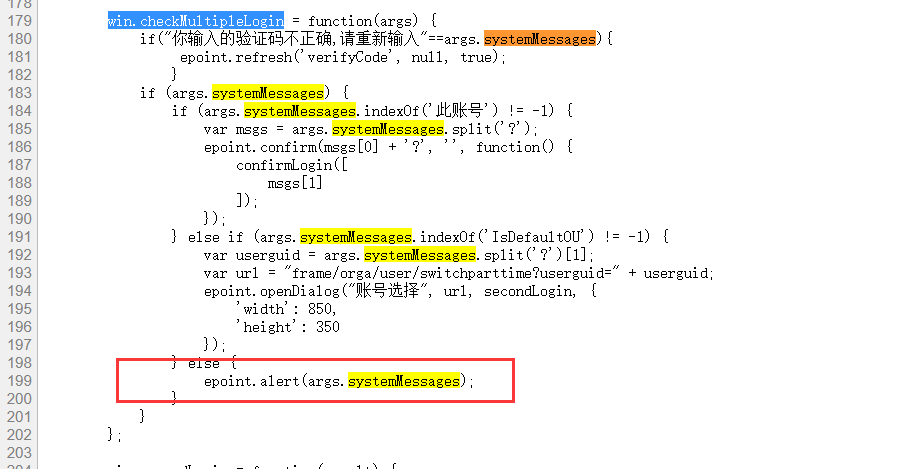 178
179 win.checkMultipleLogin = function(args) {
180 if("你输入的验证码不正确,请重新输入"==args.systemMessages){
181 epoint.refresh('verifyCode', null, true);
182 }
183 if (args.systemMessages) {
184 if (args.systemMessages.indexOf('此账号') != -1) {
185 var msgs = args.systemMessages.split('?');
186 epoint.confirm(msgs[0] + '?', '', function() {
187 confirmLogin([
188 msgs[1]
189 ]);
190 });
191 } else if (args.systemMessages.indexOf('IsDefaultOU') != -1) {
192 var userguid = args.systemMessages.split('?')[1];
193 var url = "frame/orga/user/switchparttime?userguid=" + userguid;
194 epoint.openDialog("账号选择", url, secondLogin, {
195 'width': 850,
196 'height': 350
197 });
198 } else {
199 epoint.alert(args.systemMessages);
200 }
201 }
202 };
203